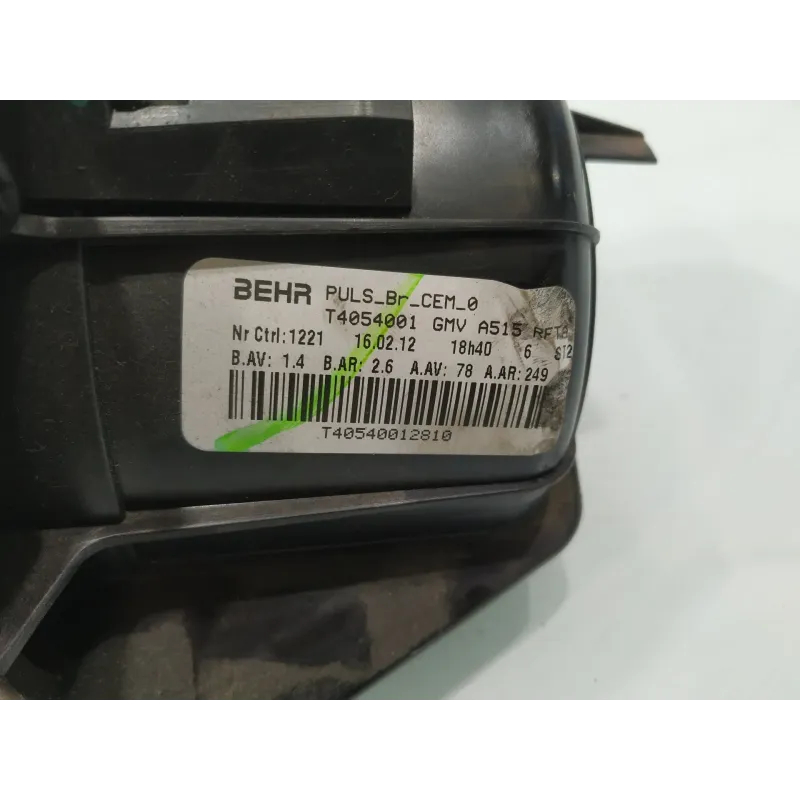 BEHR PULS_Br_CEM_0
T4054001 GMV A515
Nr Ctrl:1221 16.02.12 18h40 6
B.AV: 1.4 B.AR: 2.6 A.AV: 78 A.AR:249
T40540012810